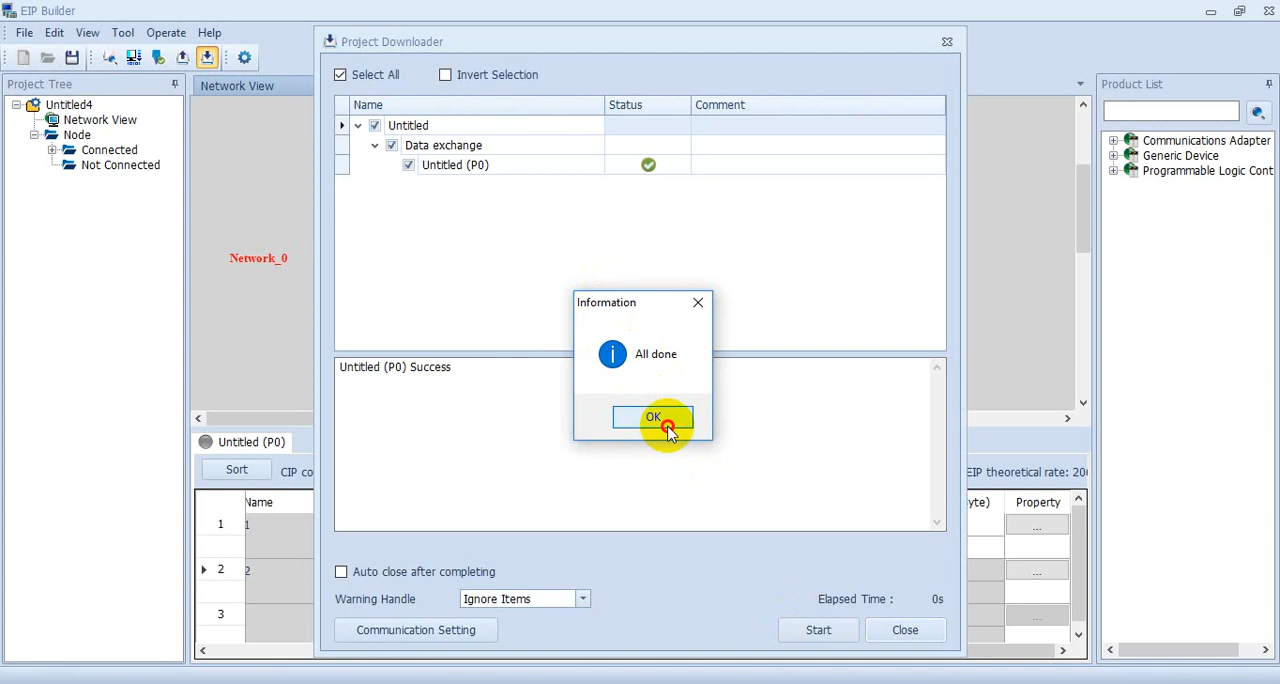 EIP Builder
File Edit View Tool Operate Help
Project Tree
Untitled4
Network View
Node
Connected
Not Connected
Network View
Network_0
Project Downloader
Select All Invert Selection
Name Status Comment
Untitled
Data exchange
Untitled (P0)
Information
All done
OK
Untitled (P0) Success
Auto close after completing
Warning Handle Ignore Items Elapsed Time : 0s
Communication Setting Start Close
Product List
Communications Adapter
Generic Device
Programmable Logic Cont
Untitled (P0)
Sort CIP co EIP theoretical rate: 20
Name yte) Property
1 1 ...
2 2 ...
3 ...